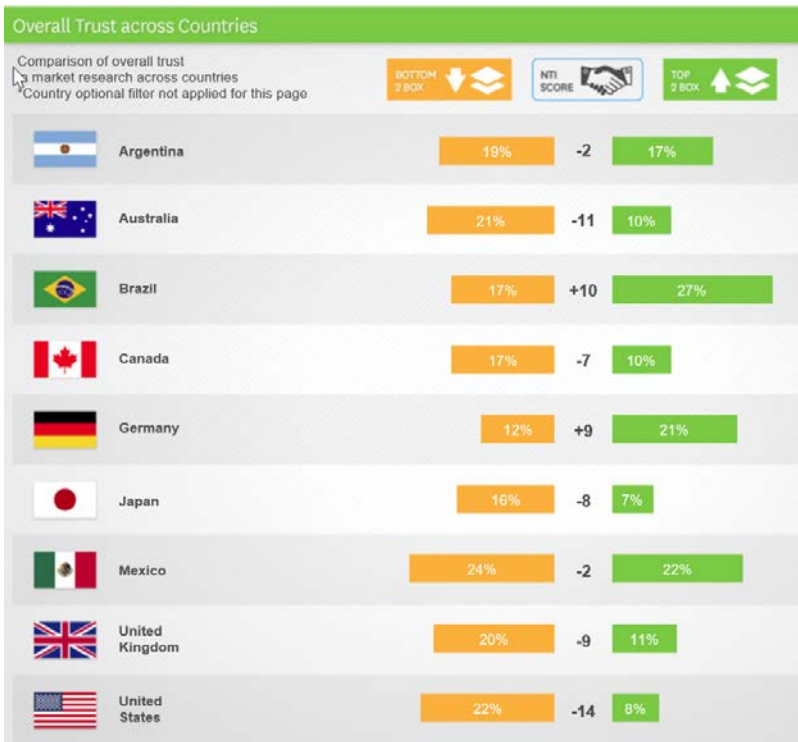 Overall Trust across Countries
Comparison of overall trust
market research across countries
*Country optional filter not applied for this page
BOTTOM
2 BOX
NTI
SCORE
TOP
2 BOX
Argentina 19% -2 17%
Australia 21% -11 10%
Brazil 17% +10 27%
Canada 17% -7 10%
Germany 12% +9 21%
Japan 16% -8 7%
Mexico 24% -2 22%
United
Kingdom 20% -9 11%
United
States 22% -14 8%